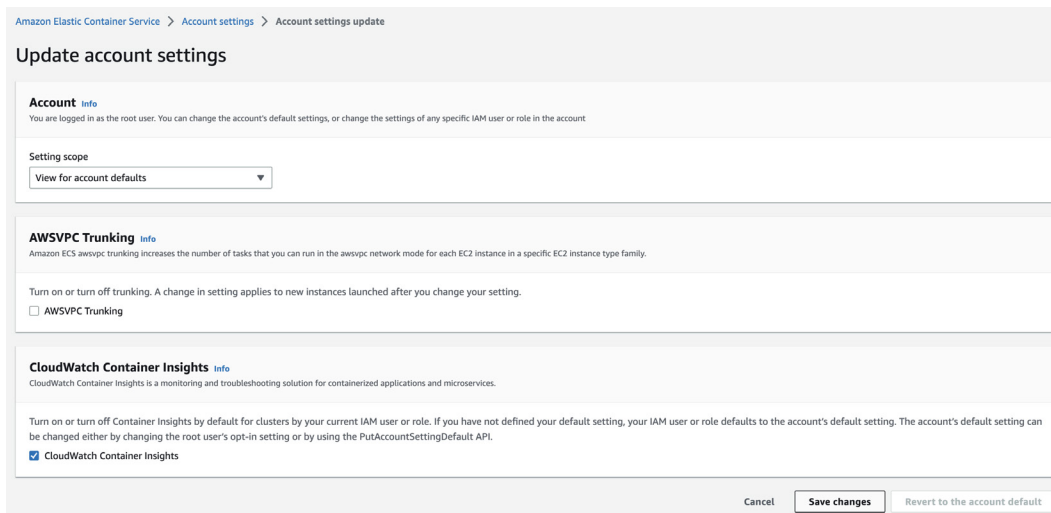 Amazon Elastic Container Service > Account settings > Account settings update
Update account settings
Account Info
You are logged in as the root user. You can change the account's default settings, or change the settings of any specific IAM user or role in the account
Setting scope
View for account defaults
AWSVPC Trunking Info
Amazon ECS awsvpc trunking increases the number of tasks that you can run in the awsvpc network mode for each EC2 instance in a specific EC2 instance type family.
Turn on or turn off trunking. A change in setting applies to new instances launched after you change your setting.
AWSVPC Trunking
CloudWatch Container Insights Info
CloudWatch Container Insights is a monitoring and troubleshooting solution for containerized applications and microservices.
Turn on or turn off Container Insights by default for clusters by your current IAM user or role. If you have not defined your default setting, your IAM user or role defaults to the account's default setting. The account's default setting can
be changed either by changing the root user's opt-in setting or by using the PutAccountSettingDefault API.
CloudWatch Container Insights
Cancel Save changes Revert to the account default